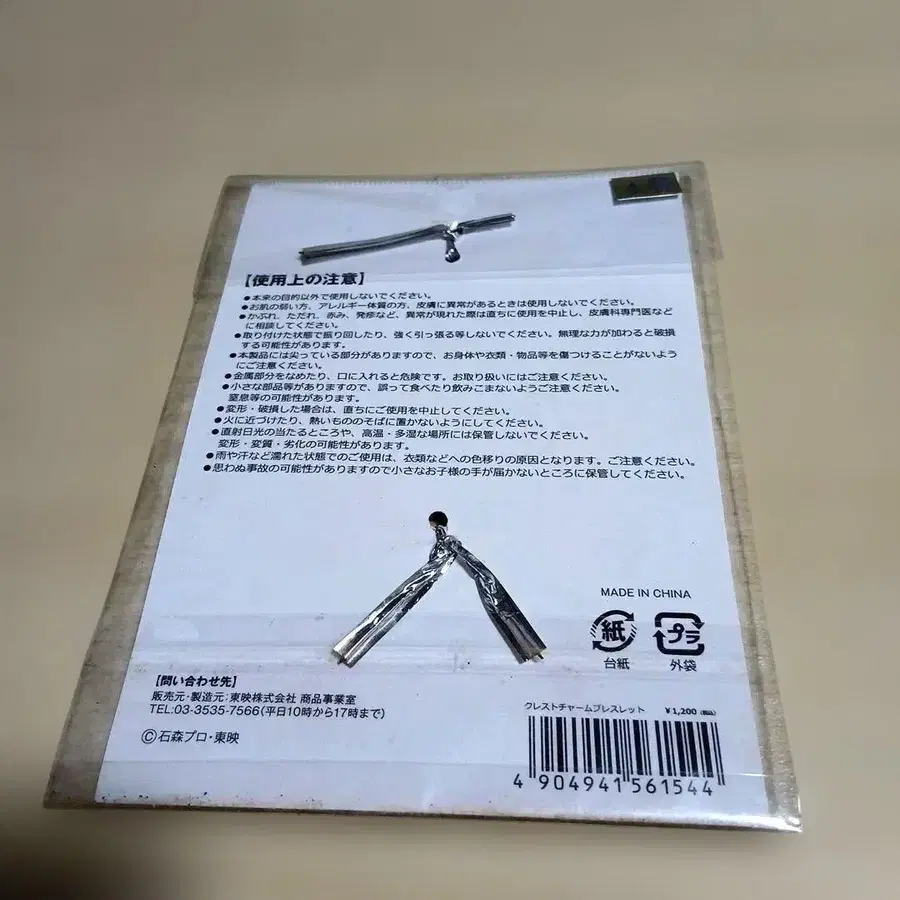 【使用上の注意】
●本来の目的以外で使用しないでください。
●お肌の弱い方、アレルギー体質の方、皮膚に異常があるときは使用しないでください。
●かぶれ、ただれ、赤み、発疹など、異常が現れた際は直ちに使用を中止し、皮膚科専門医など
に相談してください。
●取り付けた状態で振り回したり、強く引っ張る等しないでください。無理な力が加わると破損
する可能性があります。
●本製品には尖っている部分がありますので、お身体や衣類・物品等を傷つけることがないよう
にご注意ください。
●金属部分をなめたり、口に入れると危険です。お取り扱いにはご注意ください。
●小さな部品等がありますので、誤って食べたり飲みこまないようご注意ください。
窒息等の可能性があります。
●変形・破損した場合は、直ちにご使用を中止してください。
●火に近づけたり、熱いもののそばに置かないようにしてください。
●直射日光の当たるところや、高温・多湿な場所には保管しないでください。
変形・変質・劣化の可能性があります。
●雨や汗など濡れた状態でのご使用は、衣類などへの色移りの原因となります。ご注意ください。
●思わぬ事故の可能性がありますので小さなお子様の手が届かないところに保管してください。
MADE IN CHINA
紙 プラ
台紙 外袋
【問い合わせ先】
販売元・製造元:東映株式会社 商品事業室
TEL:03-3535-7566(平日10時から17時まで)
©石森プロ・東映
クレストチャームブレスレット ¥1,200(税込)
4 904941 561544